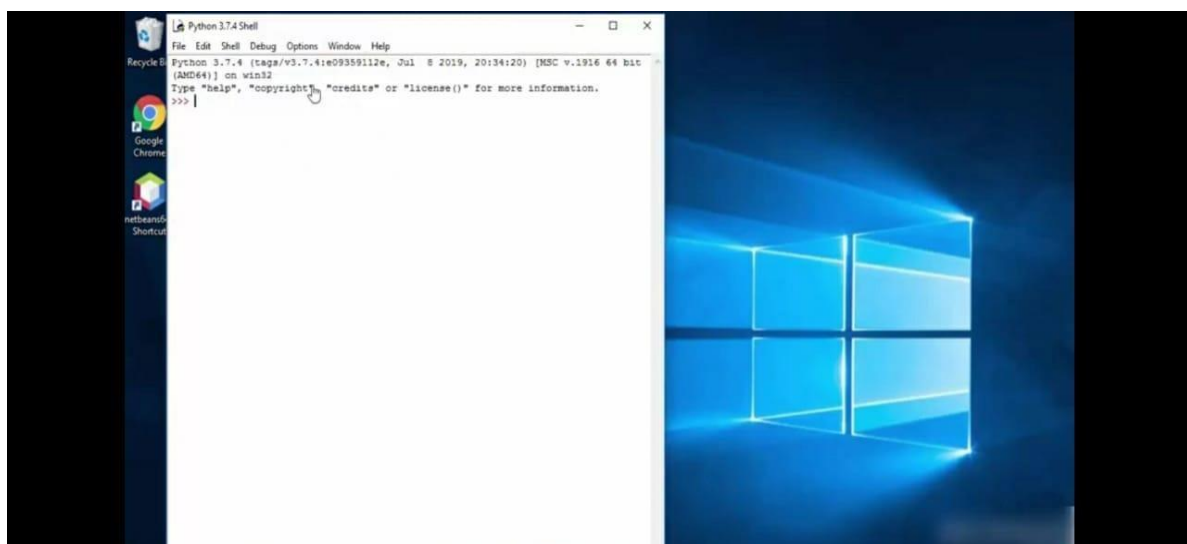 Python 3.7.4 Shell
File Edit Shell Debug Options Window Help
Python 3.7.4 (tags/v3.7.4:e09359112e, Jul 8 2019, 20:34:20) [MSC v.1916 64 bit
(AMD64)] on win32
Type "help", "copyright", "credits" or "license()" for more information.
>>>
Recycle B
Google
Chrome
netbeans6
Shortcut